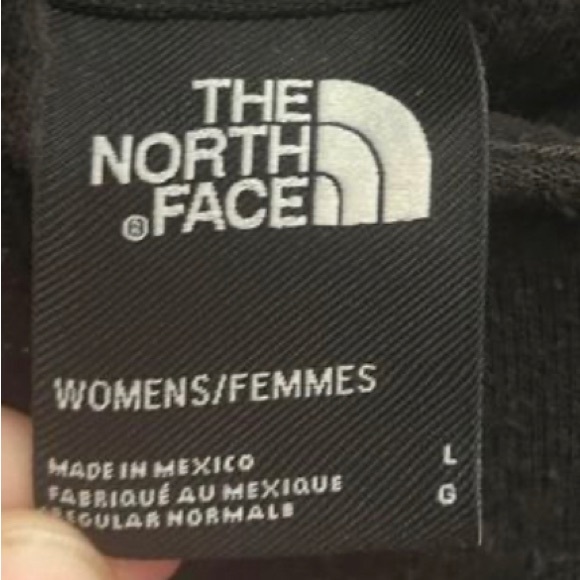 THE
NORTH
FACE
®
WOMENS/FEMMES
MADE IN MEXICO L
FABRIQUÉ AU MEXIQUE G
REGULAR NORMALE